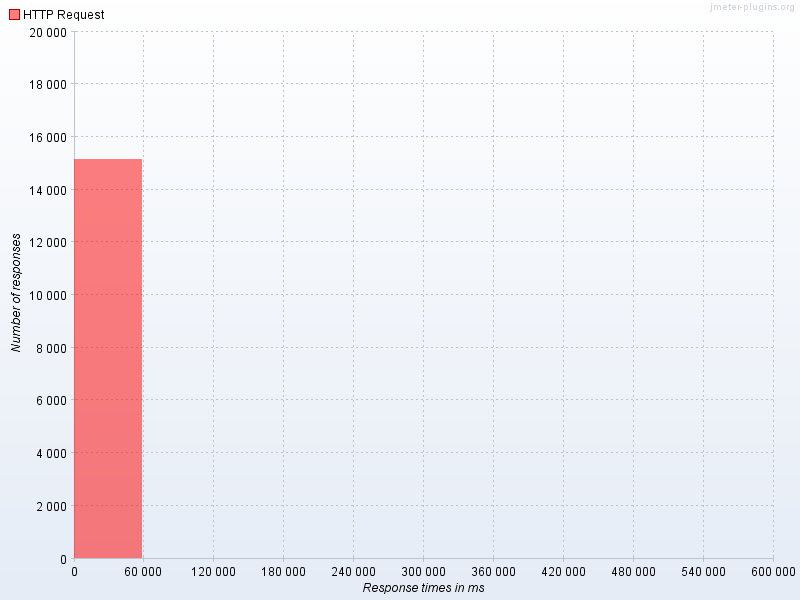 jmeter-plugins.org
HTTP Request
20 000
18 000
16 000
14 000
12 000
10 000
8 000
6 000
4 000
2 000
0
Number of responses
0 60 000 120 000 180 000 240 000 300 000 360 000 420 000 480 000 540 000 600 000
Response times in ms